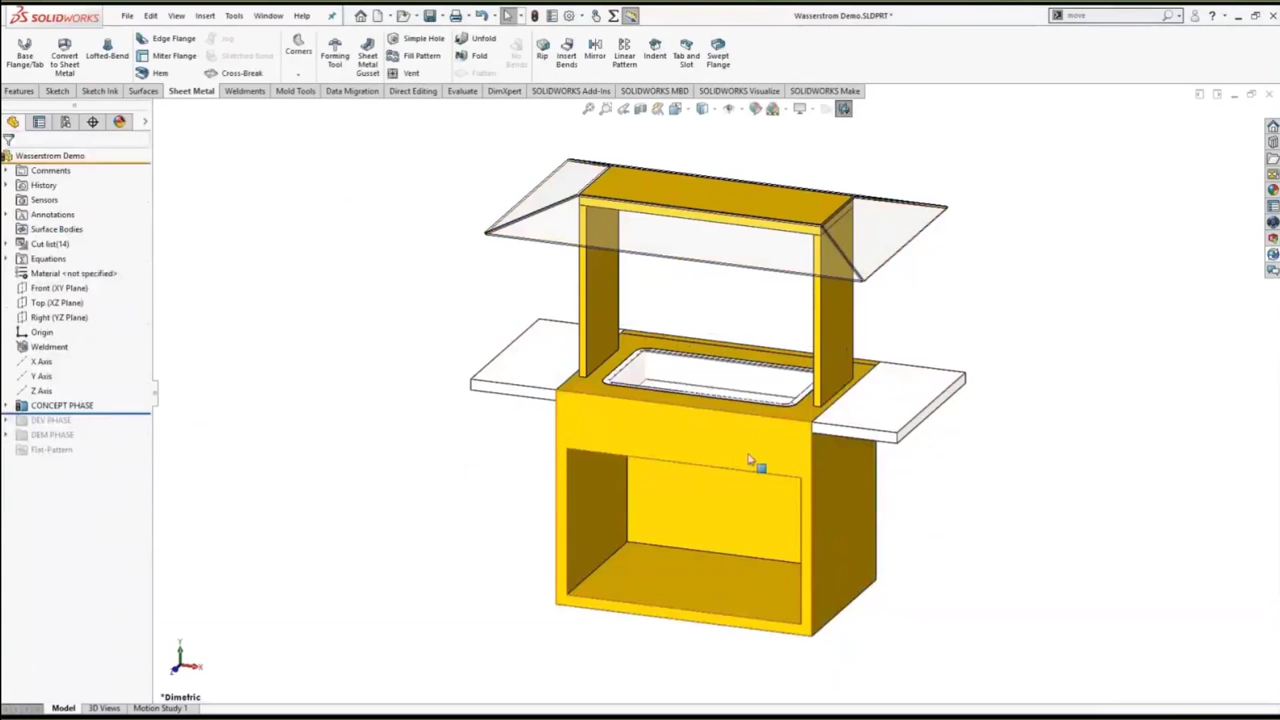 SOLIDWORKS File Edit View Insert Tools Window Help Wasserstrom Demo.SLDPRT * move
Base Flange/Tab Convert to Sheet Metal Lofted-Bend Edge Flange Miter Flange Hem Jog Sketched Bend Cross-Break Corners Forming Tool Sheet Metal Gusset Simple Hole Fill Pattern Vent Unfold Fold Flatten No Bends Rip Insert Bends Mirror Linear Pattern Indent Tab and Slot Swept Flange
Features Sketch Sketch Ink Surfaces Sheet Metal Weldments Mold Tools Data Migration Direct Editing Evaluate DimXpert SOLIDWORKS Add-Ins SOLIDWORKS MBD SOLIDWORKS Visualize SOLIDWORKS Make
Wasserstrom Demo
Comments
History
Sensors
Annotations
Surface Bodies
Cut list(14)
Equations
Material <not specified>
Front (XY Plane)
Top (XZ Plane)
Right (YZ Plane)
Origin
Weldment
X Axis
Y Axis
Z Axis
CONCEPT PHASE
DEV PHASE
DEM PHASE
Flat-Pattern
Y
X
Z
*Dimetric
Model 3D Views Motion Study 1